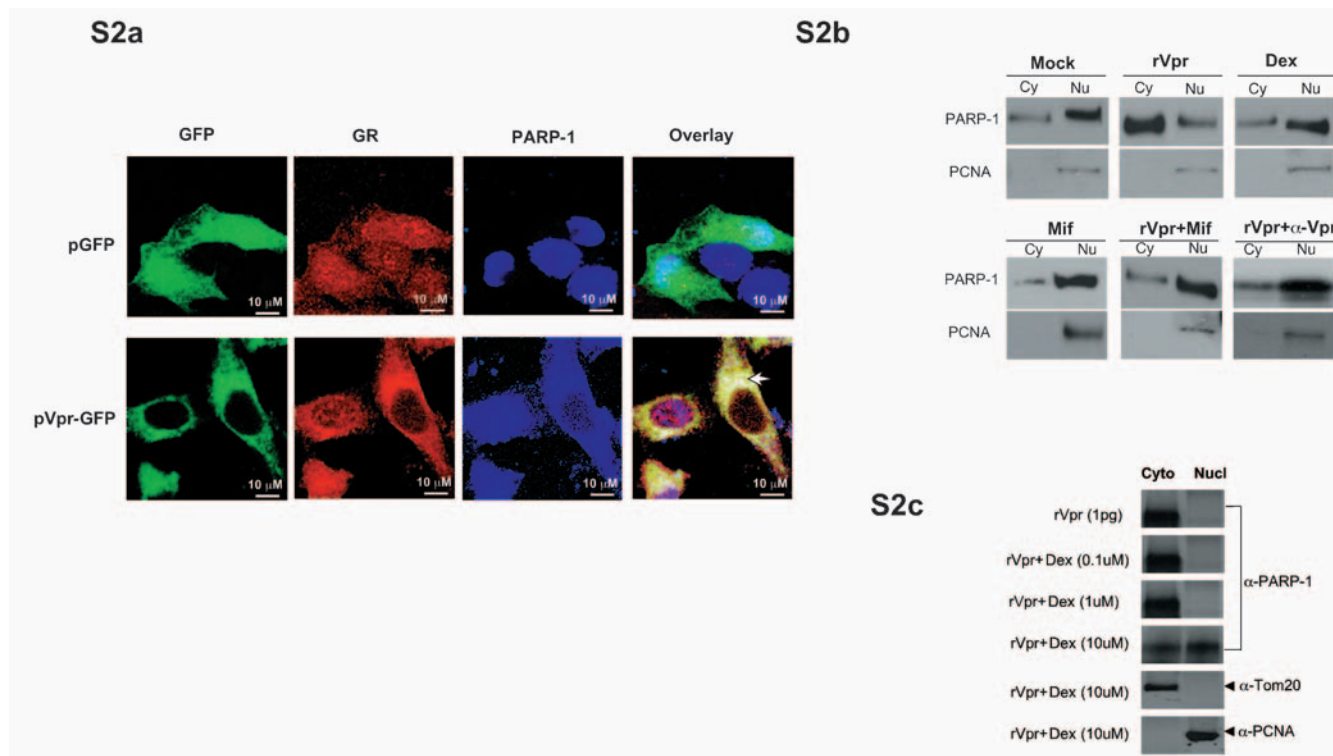 S2a
GFP GR PARP-1 Overlay
pGFP
10 µM 10 µM 10 µM 10 µM
pVpr-GFP
10 µM 10 µM 10 µM 10 µM
S2b
Mock rVpr Dex
Cy Nu Cy Nu Cy Nu
PARP-1
PCNA
Mif rVpr+Mif rVpr+α-Vpr
Cy Nu Cy Nu Cy Nu
PARP-1
PCNA
S2c
Cyto Nucl
rVpr (1pg)
rVpr+Dex (0.1uM)
α-PARP-1
rVpr+Dex (1uM)
rVpr+Dex (10uM)
rVpr+Dex (10uM) α-Tom20
rVpr+Dex (10uM) α-PCNA